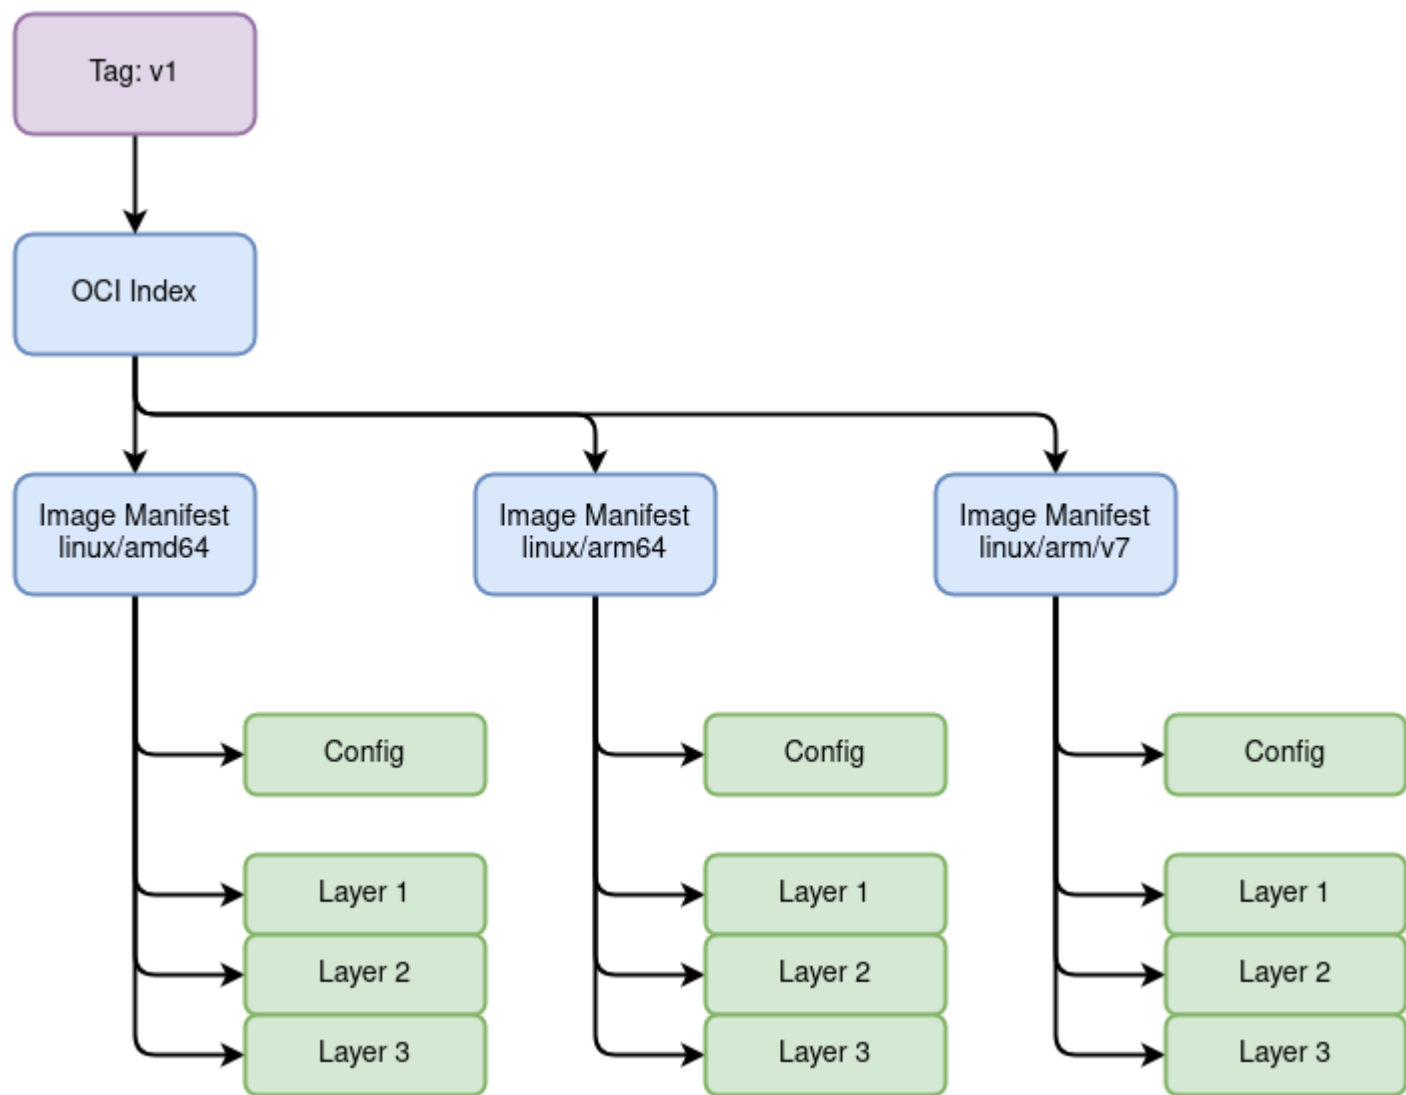 Tag: v1
OCI Index
Image Manifest
linux/amd64
Image Manifest
linux/arm64
Image Manifest
linux/arm/v7
Config
Layer 1
Layer 2
Layer 3
Config
Layer 1
Layer 2
Layer 3
Config
Layer 1
Layer 2
Layer 3